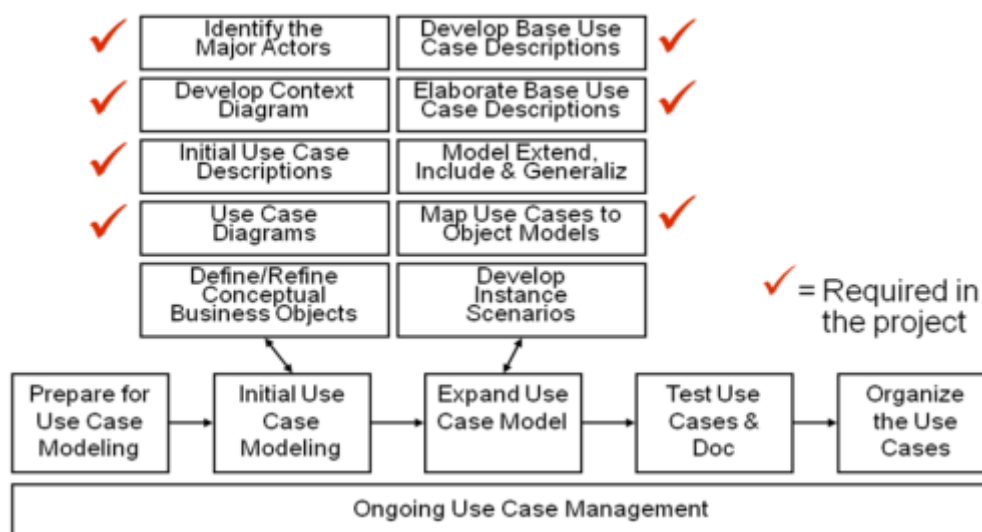 Identify the
Major Actors
Develop Base Use
Case Descriptions
Develop Context
Diagram
Elaborate Base Use
Case Descriptions
Initial Use Case
Descriptions
Model Extend,
Include & Generaliz
Use Case
Diagrams
Map Use Cases to
Object Models
Define/Refine
Conceptual
Business Objects
Develop
Instance
Scenarios
= Required in
the project
Prepare for
Use Case
Modeling
Initial Use
Case
Modeling
Expand Use
Case Model
Test Use
Cases &
Doc
Organize
the Use
Cases
Ongoing Use Case Management